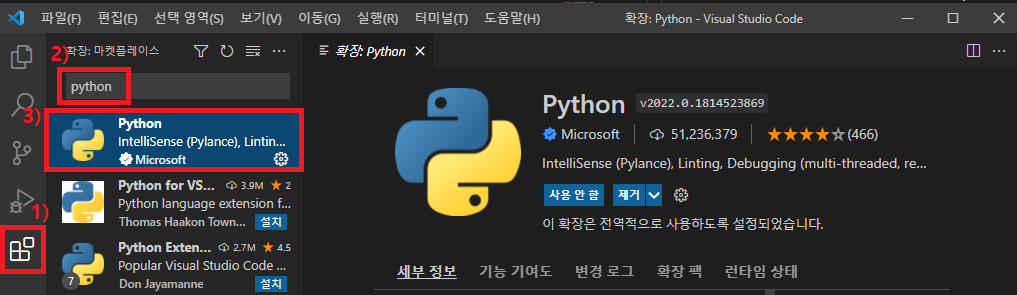 파일(F) 편집(E) 선택 영역(S) 보기(V) 이동(G) 실행(R) 터미널(T) 도움말(H) 확장: Python - Visual Studio Code
2) 확장: 마켓플레이스
확장: Python
python
3)
Python
IntelliSense (Pylance), Lintin...
Microsoft
Python for VS... 3.9M 2
Python language extension f...
Thomas Haakon Town... 설치
1)
Python Exten... 2.7M 4.5
Popular Visual Studio Code ...
7 Don Jayamanne 설치
Python v2022.0.1814523869
Microsoft 51,236,379 (466)
IntelliSense (Pylance), Linting, Debugging (multi-threaded, re...
사용 안 함 제거
이 확장은 전역적으로 사용하도록 설정되었습니다.
세부 정보 기능 기여도 변경 로그 확장 팩 런타임 상태